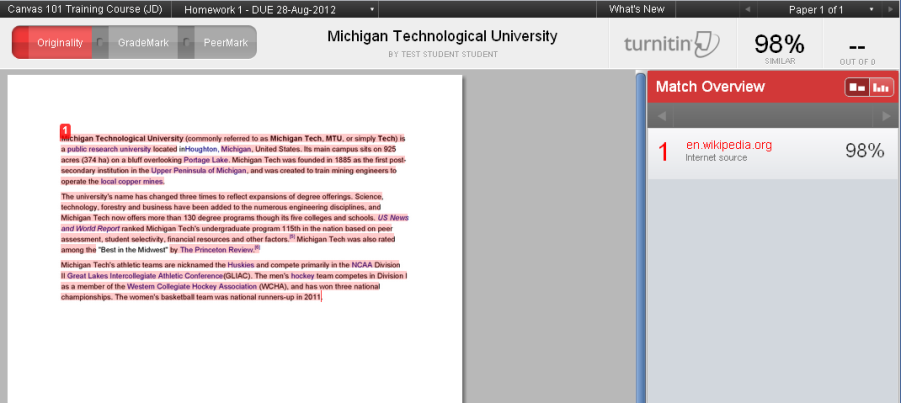 Canvas 101 Training Course (JD) Homework 1 - DUE 28-Aug-2012 What's New Paper 1 of 1
Originality GradeMark PeerMark
Michigan Technological University
BY TEST STUDENT STUDENT
turnitin
98%
SIMILAR
--
OUT OF 0
Match Overview
1
Michigan Technological University (commonly referred to as Michigan Tech, MTU, or simply Tech) is
a public research university located inHoughton, Michigan, United States. Its main campus sits on 925
acres (374 ha) on a bluff overlooking Portage Lake. Michigan Tech was founded in 1885 as the first post-
secondary institution in the Upper Peninsula of Michigan, and was created to train mining engineers to
operate the local copper mines.
The university's name has changed three times to reflect expansions of degree offerings. Science,
technology, forestry and business have been added to the numerous engineering disciplines, and
Michigan Tech now offers more than 130 degree programs though its five colleges and schools. US News
and World Report ranked Michigan Tech's undergraduate program 115th in the nation based on peer
assessment, student selectivity, financial resources and other factors.[5] Michigan Tech was also rated
among the "Best in the Midwest" by The Princeton Review.[6]
Michigan Tech's athletic teams are nicknamed the Huskies and compete primarily in the NCAA Division
II Great Lakes Intercollegiate Athletic Conference(GLIAC). The men's hockey team competes in Division I
as a member of the Western Collegiate Hockey Association (WCHA), and has won three national
championships. The women's basketball team was national runners-up in 2011
1 en.wikipedia.org 98%
Internet source